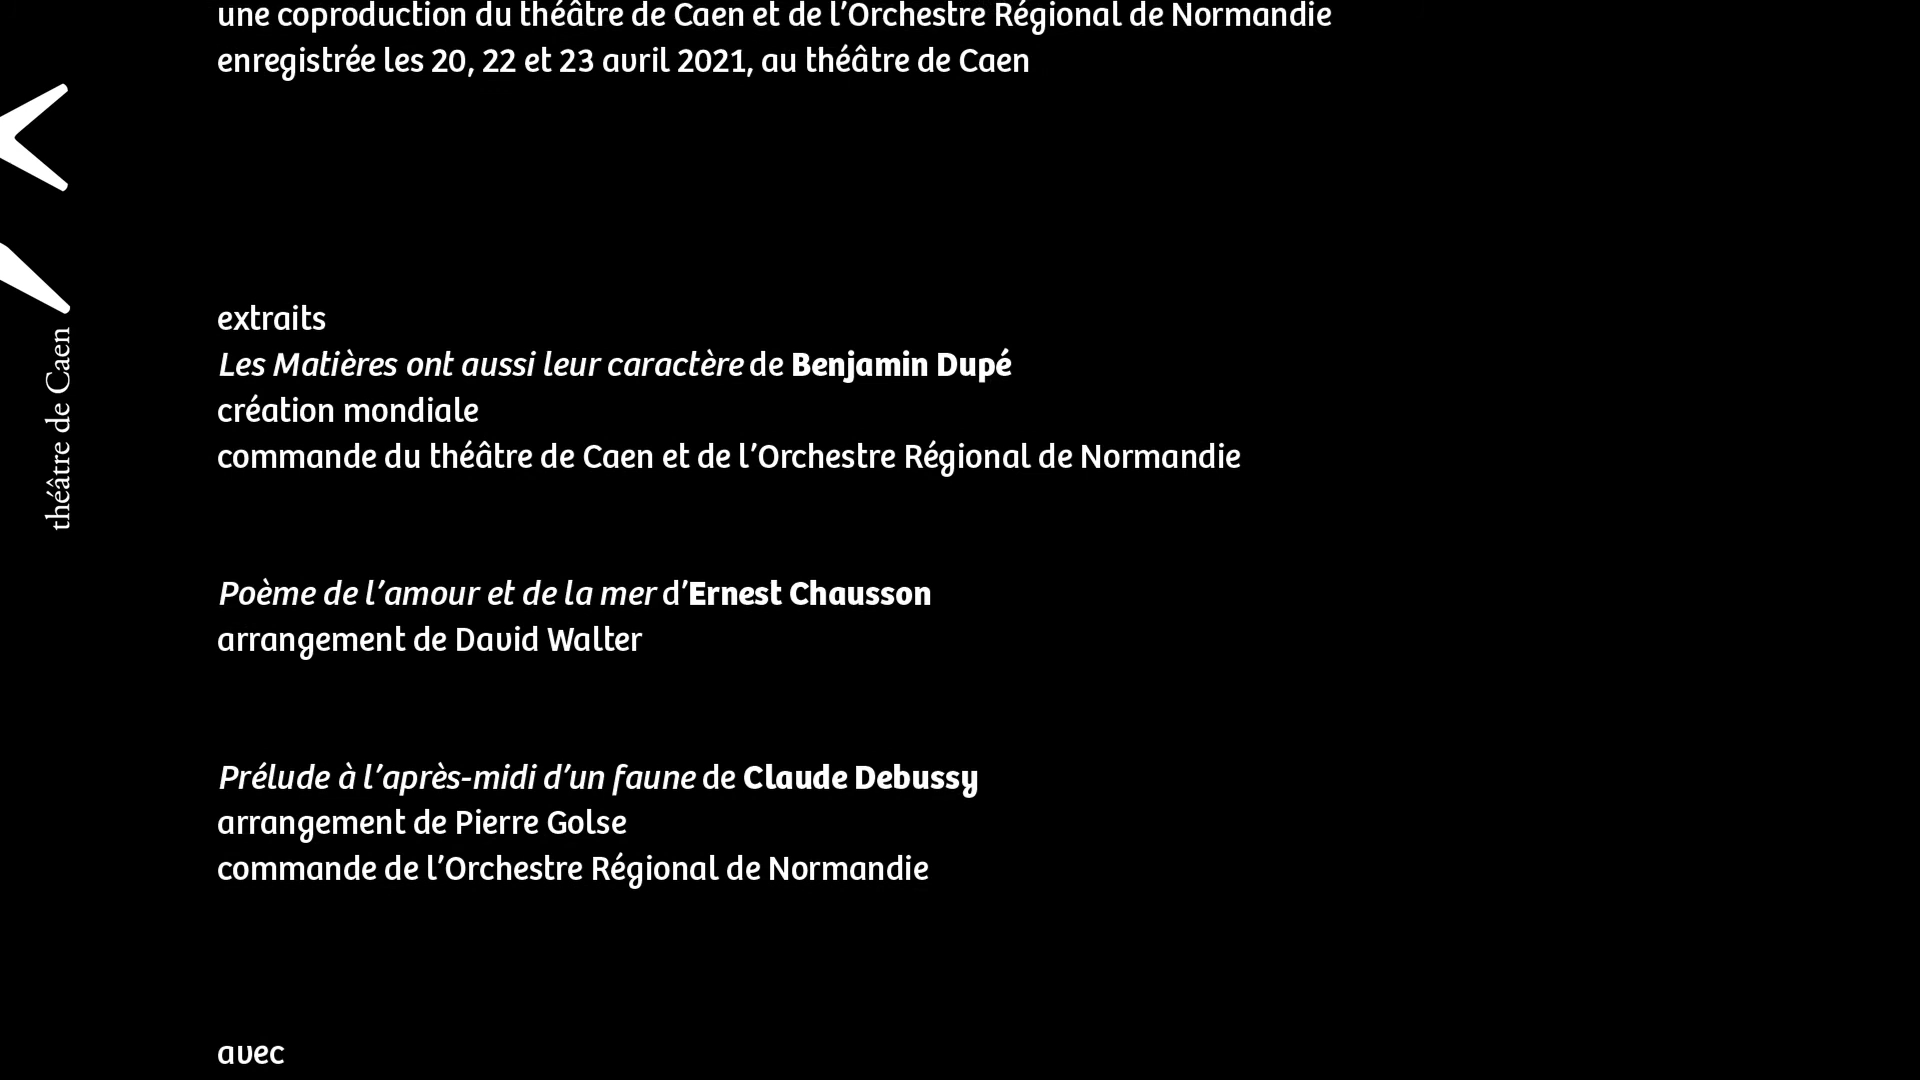 une coproduction du théâtre de Caen et de l’Orchestre Régional de Normandie
enregistrée les 20, 22 et 23 avril 2021, au théâtre de Caen
théâtre de Caen
extraits
Les Matières ont aussi leur caractère de Benjamin Dupé
création mondiale
commande du théâtre de Caen et de l’Orchestre Régional de Normandie
Poème de l’amour et de la mer d’Ernest Chausson
arrangement de David Walter
Prélude à l’après-midi d’un faune de Claude Debussy
arrangement de Pierre Golse
commande de l’Orchestre Régional de Normandie
avec